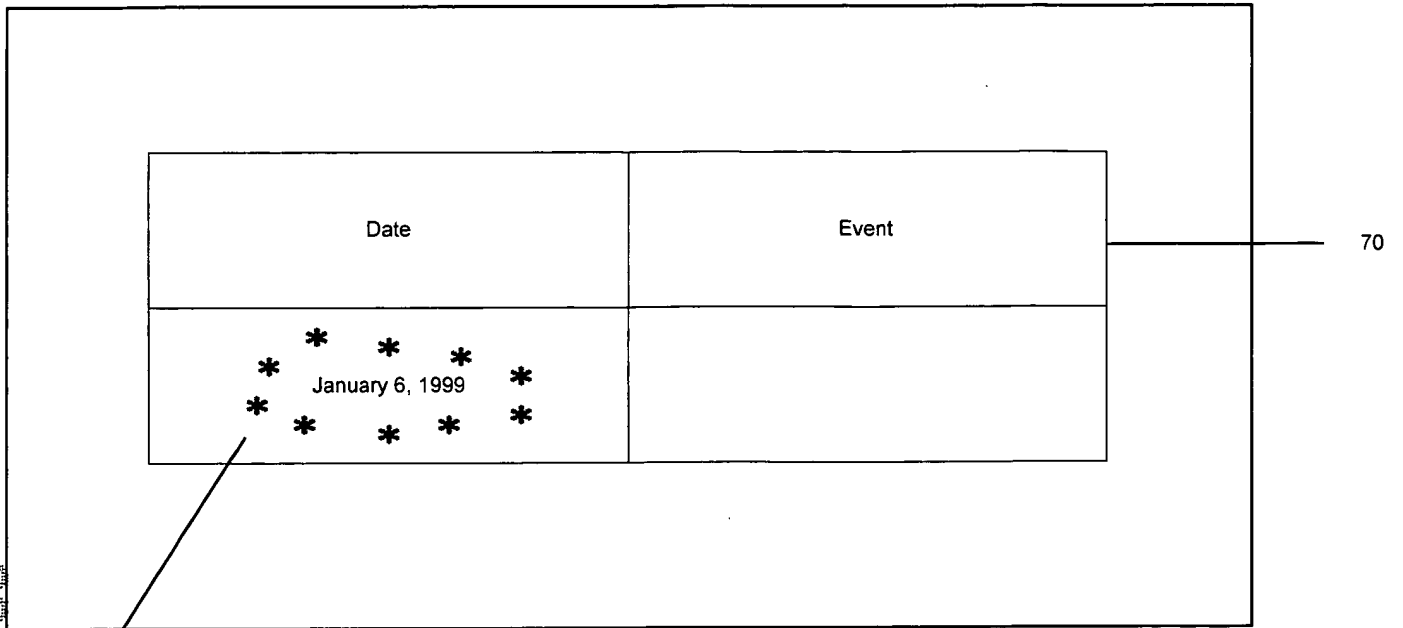 Date Event
70
* * * * * * * * * * *
January 6, 1999